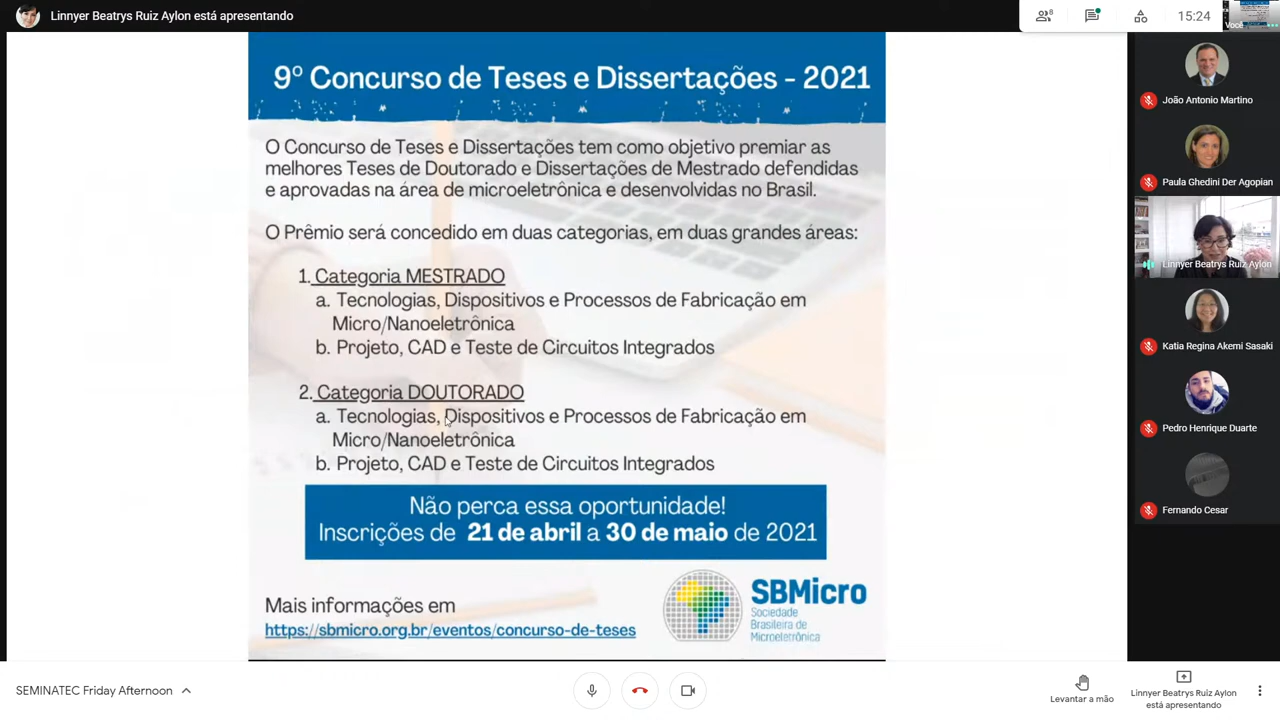 Linnyer Beatrys Ruiz Aylon está apresentando
8
15:24
Você
9º Concurso de Teses e Dissertações - 2021
O Concurso de Teses e Dissertações tem como objetivo premiar as
melhores Teses de Doutorado e Dissertações de Mestrado defendidas
e aprovadas na área de microeletrônica e desenvolvidas no Brasil.
O Prêmio será concedido em duas categorias, em duas grandes áreas:
1. Categoria MESTRADO
a. Tecnologias, Dispositivos e Processos de Fabricação em
Micro/Nanoeletrônica
b. Projeto, CAD e Teste de Circuitos Integrados
2. Categoria DOUTORADO
a. Tecnologias, Dispositivos e Processos de Fabricação em
Micro/Nanoeletrônica
b. Projeto, CAD e Teste de Circuitos Integrados
Não perca essa oportunidade!
Inscrições de 21 de abril a 30 de maio de 2021
Mais informações em
https://sbmicro.org.br/eventos/concurso-de-teses
SBMicro
Sociedade
Brasileira de
Microeletrônica
João Antonio Martino
Paula Ghedini Der Agopian
Linnyer Beatrys Ruiz Aylon
Katia Regina Akemi Sasaki
Pedro Henrique Duarte
Fernando Cesar
SEMINATEC Friday Afternoon
Levantar a mão
Linnyer Beatrys Ruiz Aylon
está apresentando